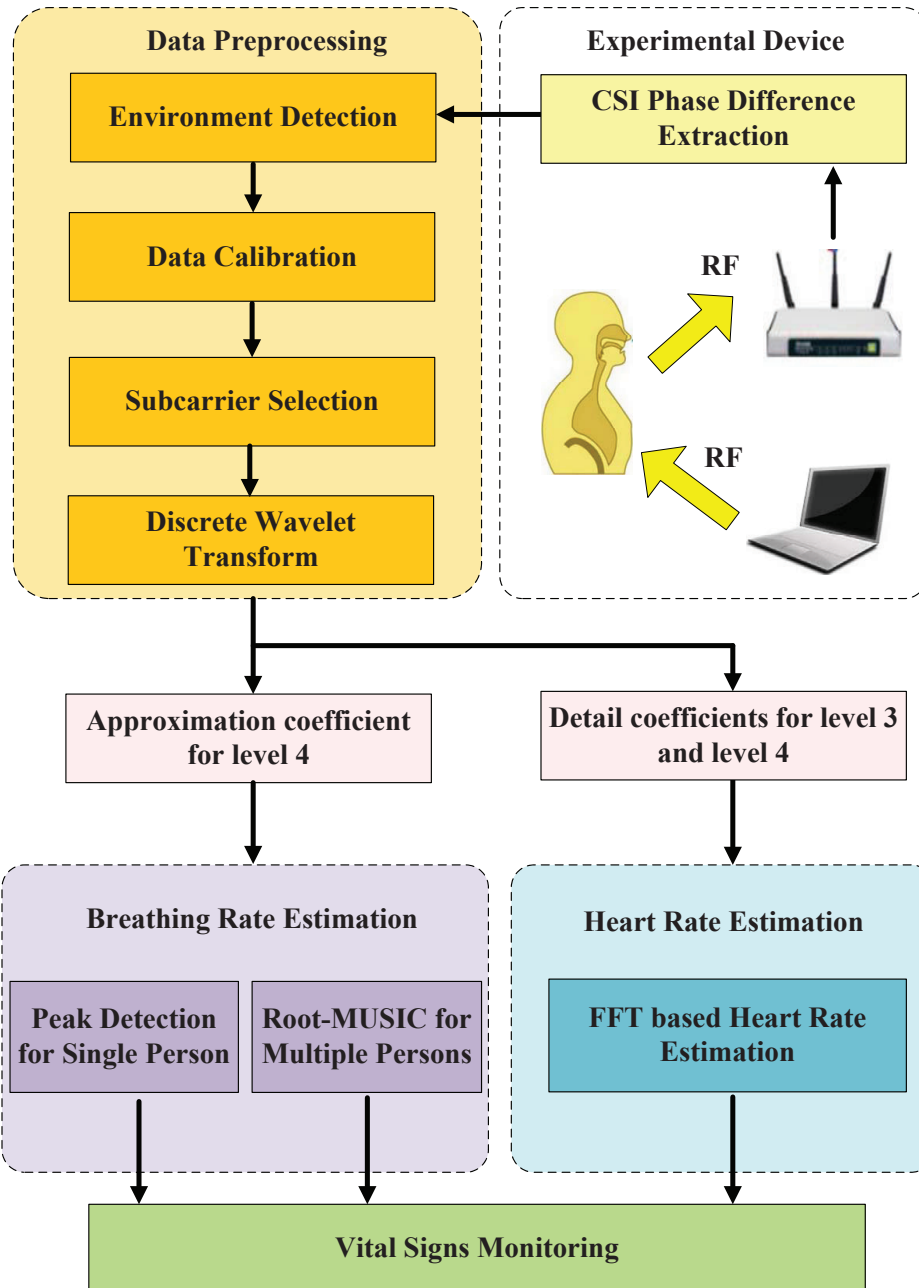 Data Preprocessing
Environment Detection
Data Calibration
Subcarrier Selection
Discrete Wavelet
Transform
Experimental Device
CSI Phase Difference
Extraction
RF
RF
Approximation coefficient
for level 4
Detail coefficients for level 3
and level 4
Breathing Rate Estimation
Peak Detection
for Single Person
Root-MUSIC for
Multiple Persons
Heart Rate Estimation
FFT based Heart Rate
Estimation
Vital Signs Monitoring